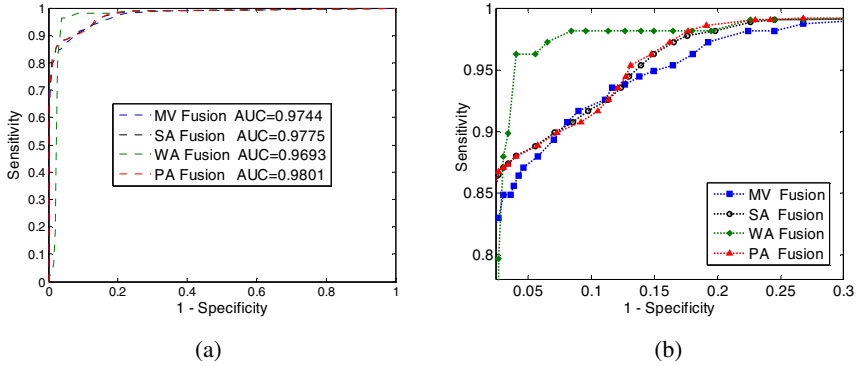 1
0.9
0.8
0.7
0.6
0.5
0.4
0.3
0.2
0.1
0
Sensitivity
MV Fusion AUC=0.9744
SA Fusion AUC=0.9775
WA Fusion AUC=0.9693
PA Fusion AUC=0.9801
0 0.2 0.4 0.6 0.8 1
1 - Specificity
(a)
1
0.95
0.9
0.85
0.8
Sensitivity
MV Fusion
SA Fusion
WA Fusion
PA Fusion
0.05 0.1 0.15 0.2 0.25 0.3
1 - Specificity
(b)